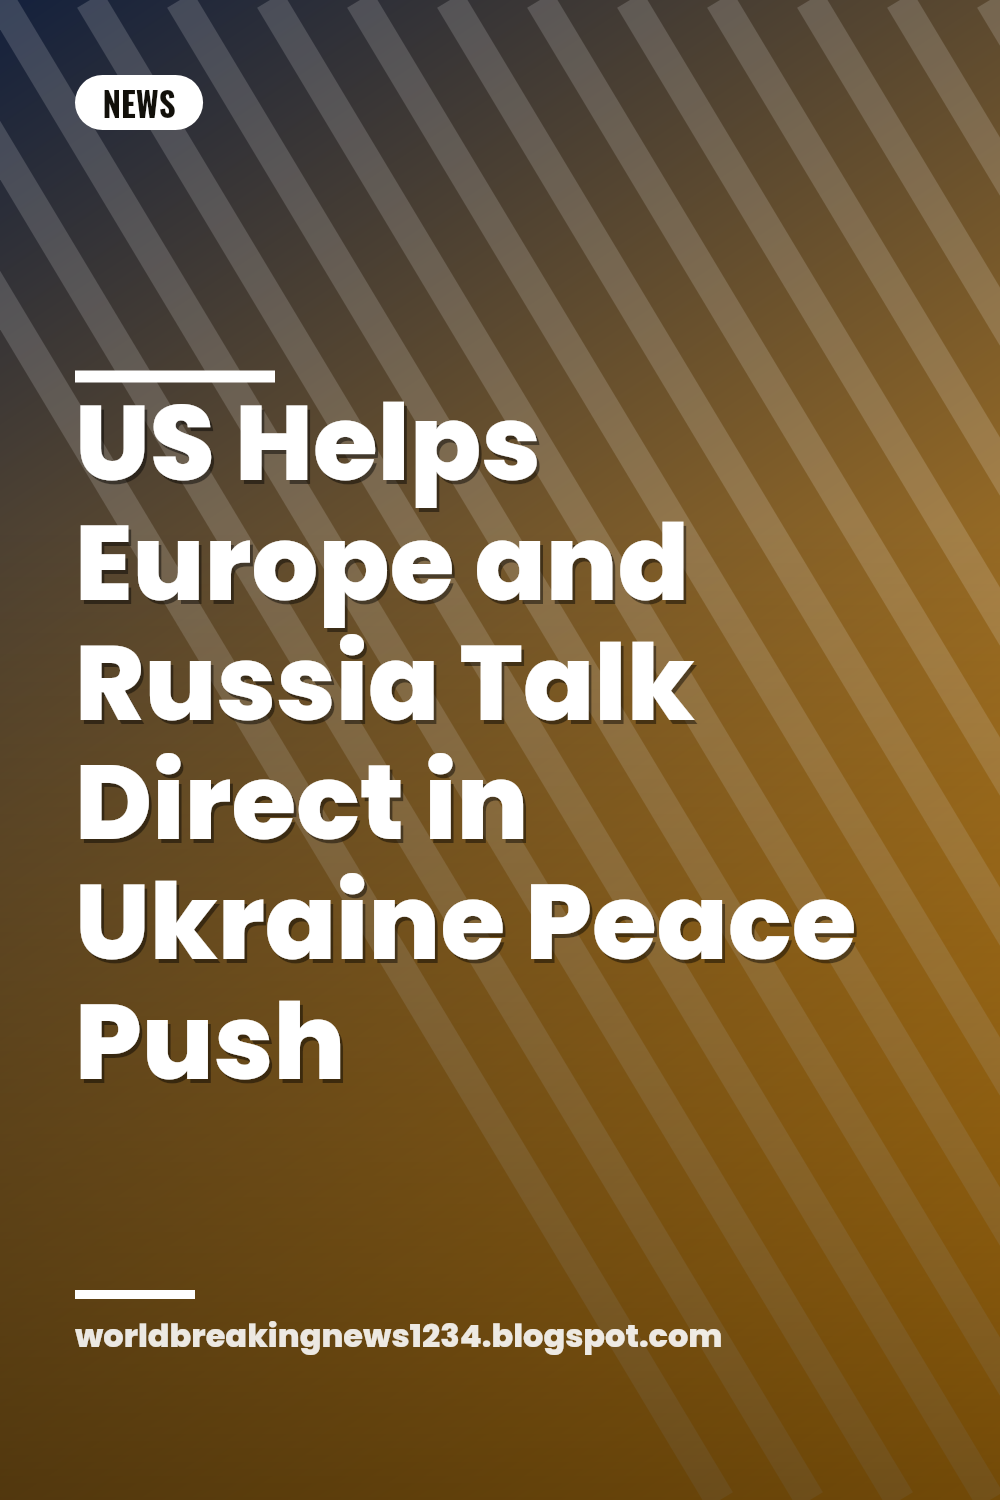 NEWS
US Helps
Europe and
Russia Talk
Direct in
Ukraine Peace
Push
worldbreakingnews1234.blogspot.com